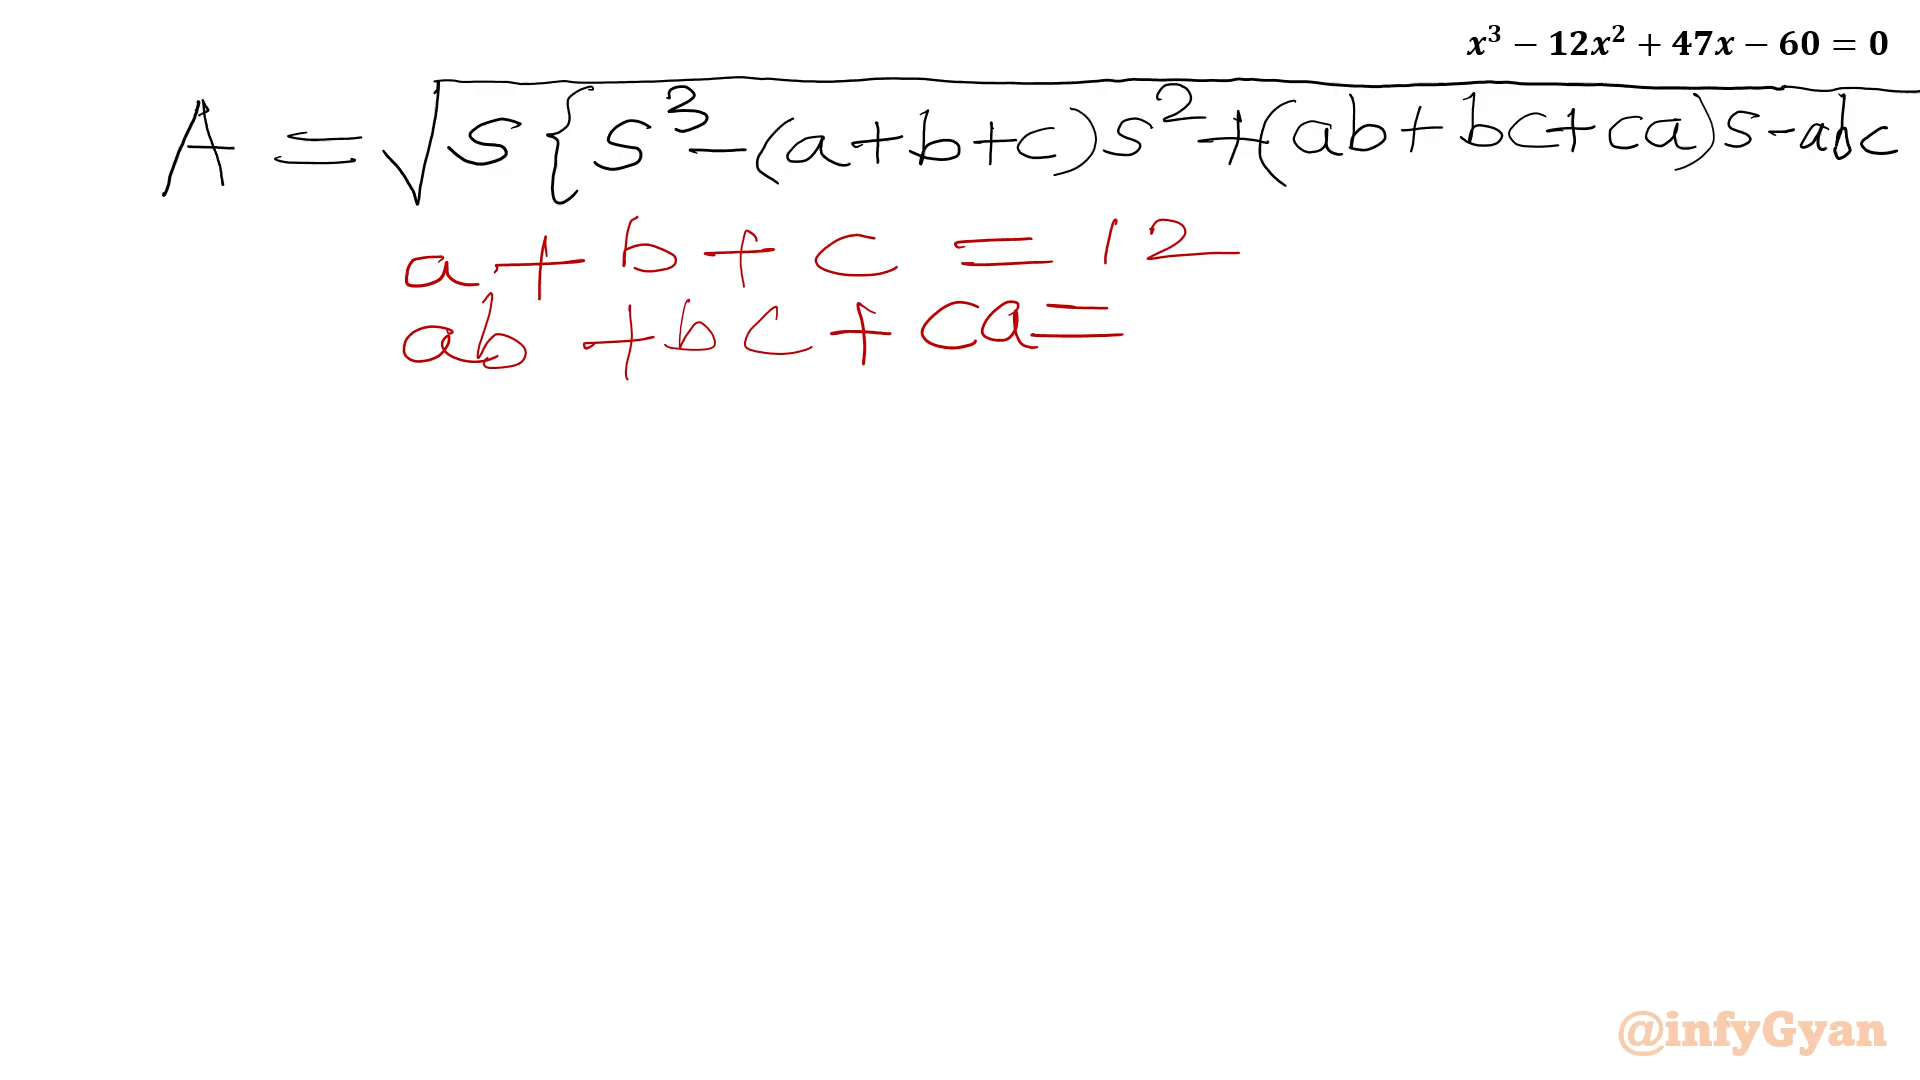 x³ − 12x² + 47x − 60 = 0
A = √s{s³-(a+b+c)s²+(ab+bc+ca)s-abc
a+b+c = 12
ab+bc+ca=
@infyGyan